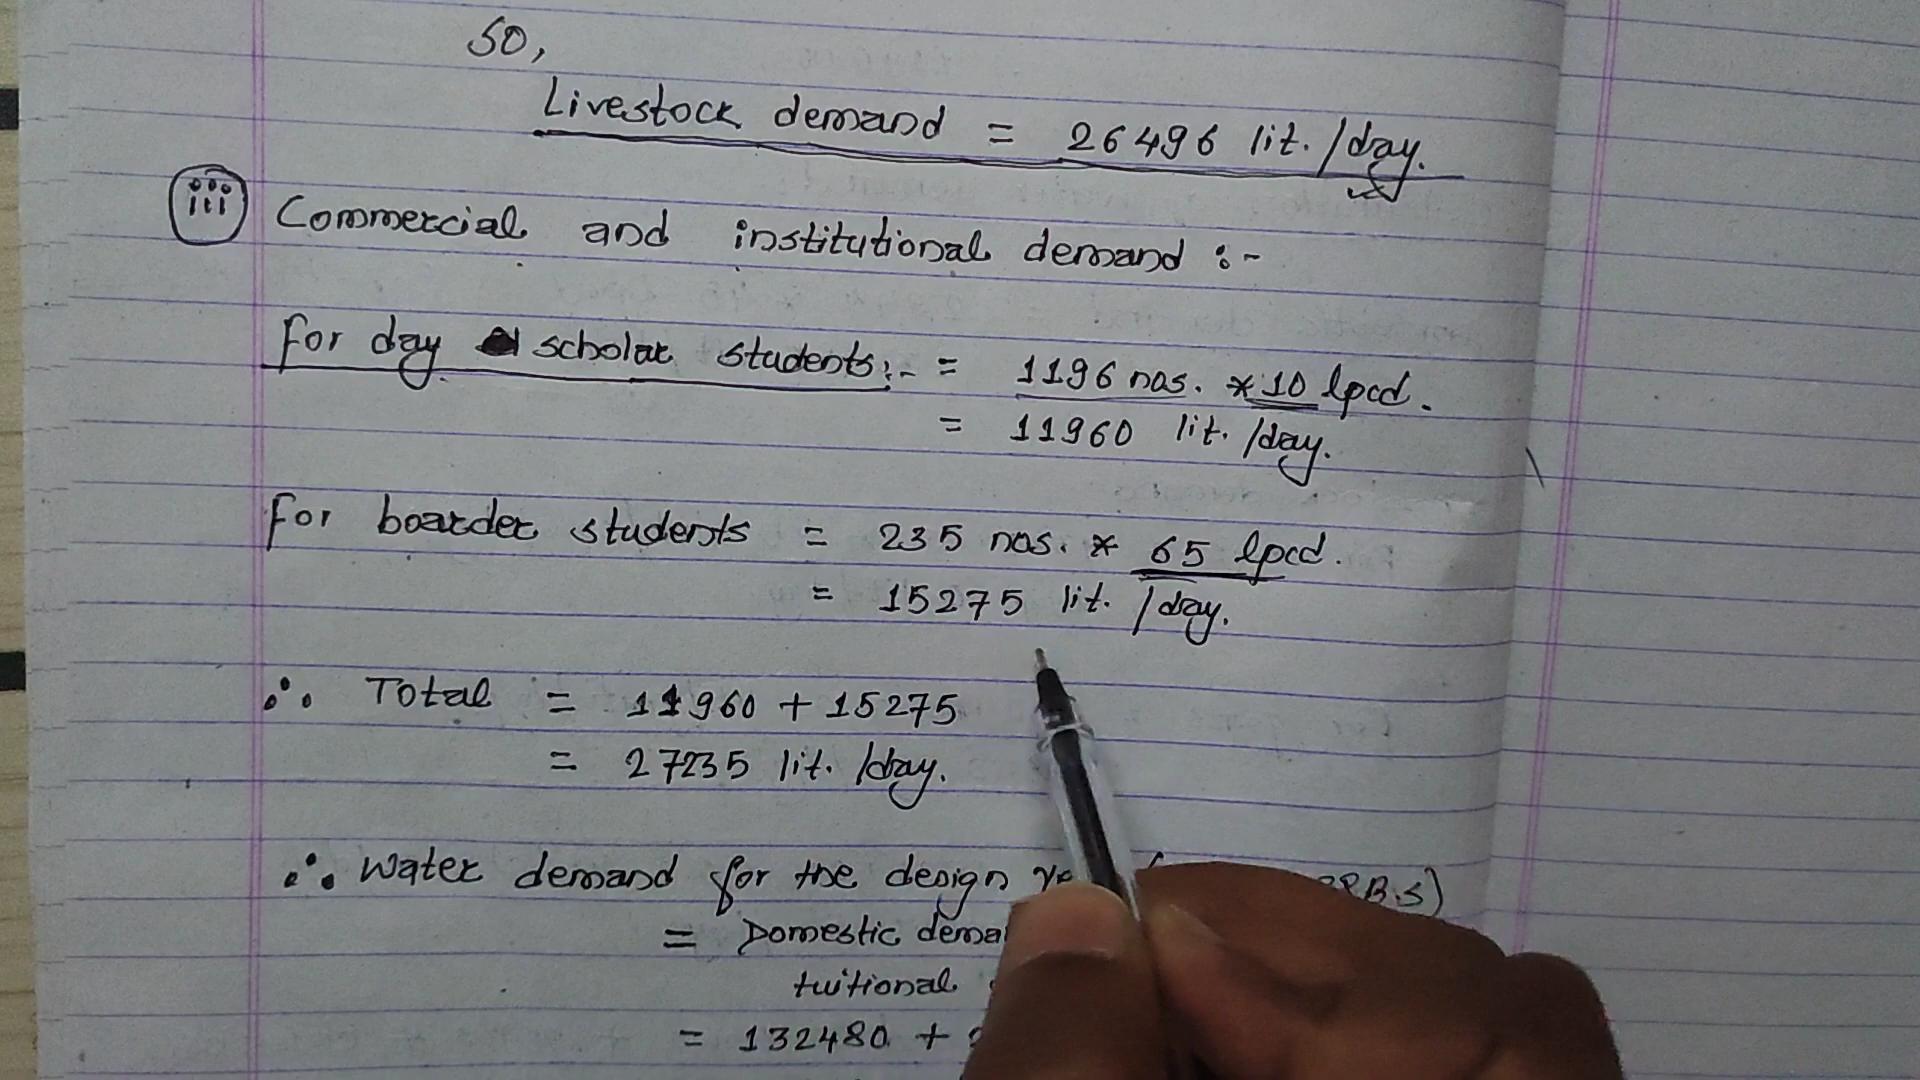 SO,
Livestock demand = 26496 lit. /day.
iii Commercial and institutional demand :-
For day scholar students:- = 1196 nos. * 10 lpcd.
= 11960 lit. /day.
For boarder students = 235 nos. * 65 lpcd.
= 15275 lit. /day.
∴ Total = 11960 + 15275
= 27235 lit. /day.
∴ Water demand for the design B.S)
= Domestic
tuitional
= 132480 +